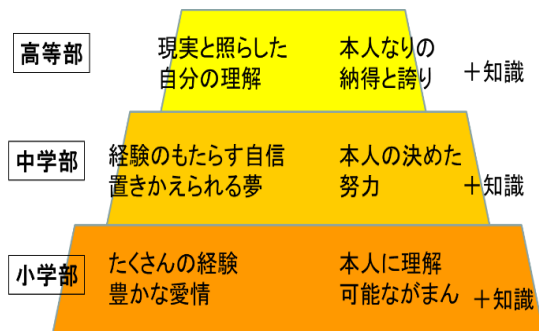 高等部
現実と照らした
自分の理解
本人なりの
納得と誇り
＋知識
中学部
経験のもたらす自信
置きかえられる夢
本人の決めた
努力
＋知識
小学部
たくさんの経験
豊かな愛情
本人に理解
可能ながまん
＋知識